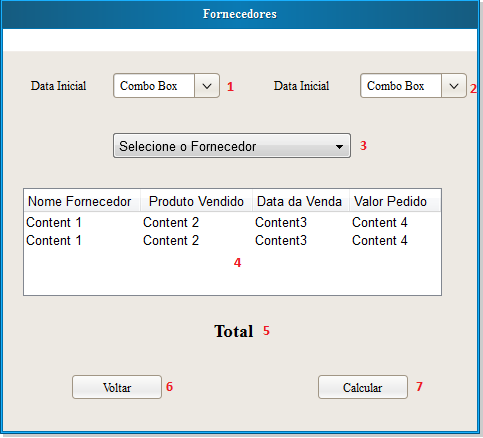 Fornecedores
Data Inicial Combo Box 1 Data Inicial Combo Box 2
Selecione o Fornecedor 3
Nome Fornecedor Produto Vendido Data da Venda Valor Pedido
Content 1 Content 2 Content3 Content 4
Content 1 Content 2 Content3 Content 4
4
Total 5
Voltar 6 Calcular 7